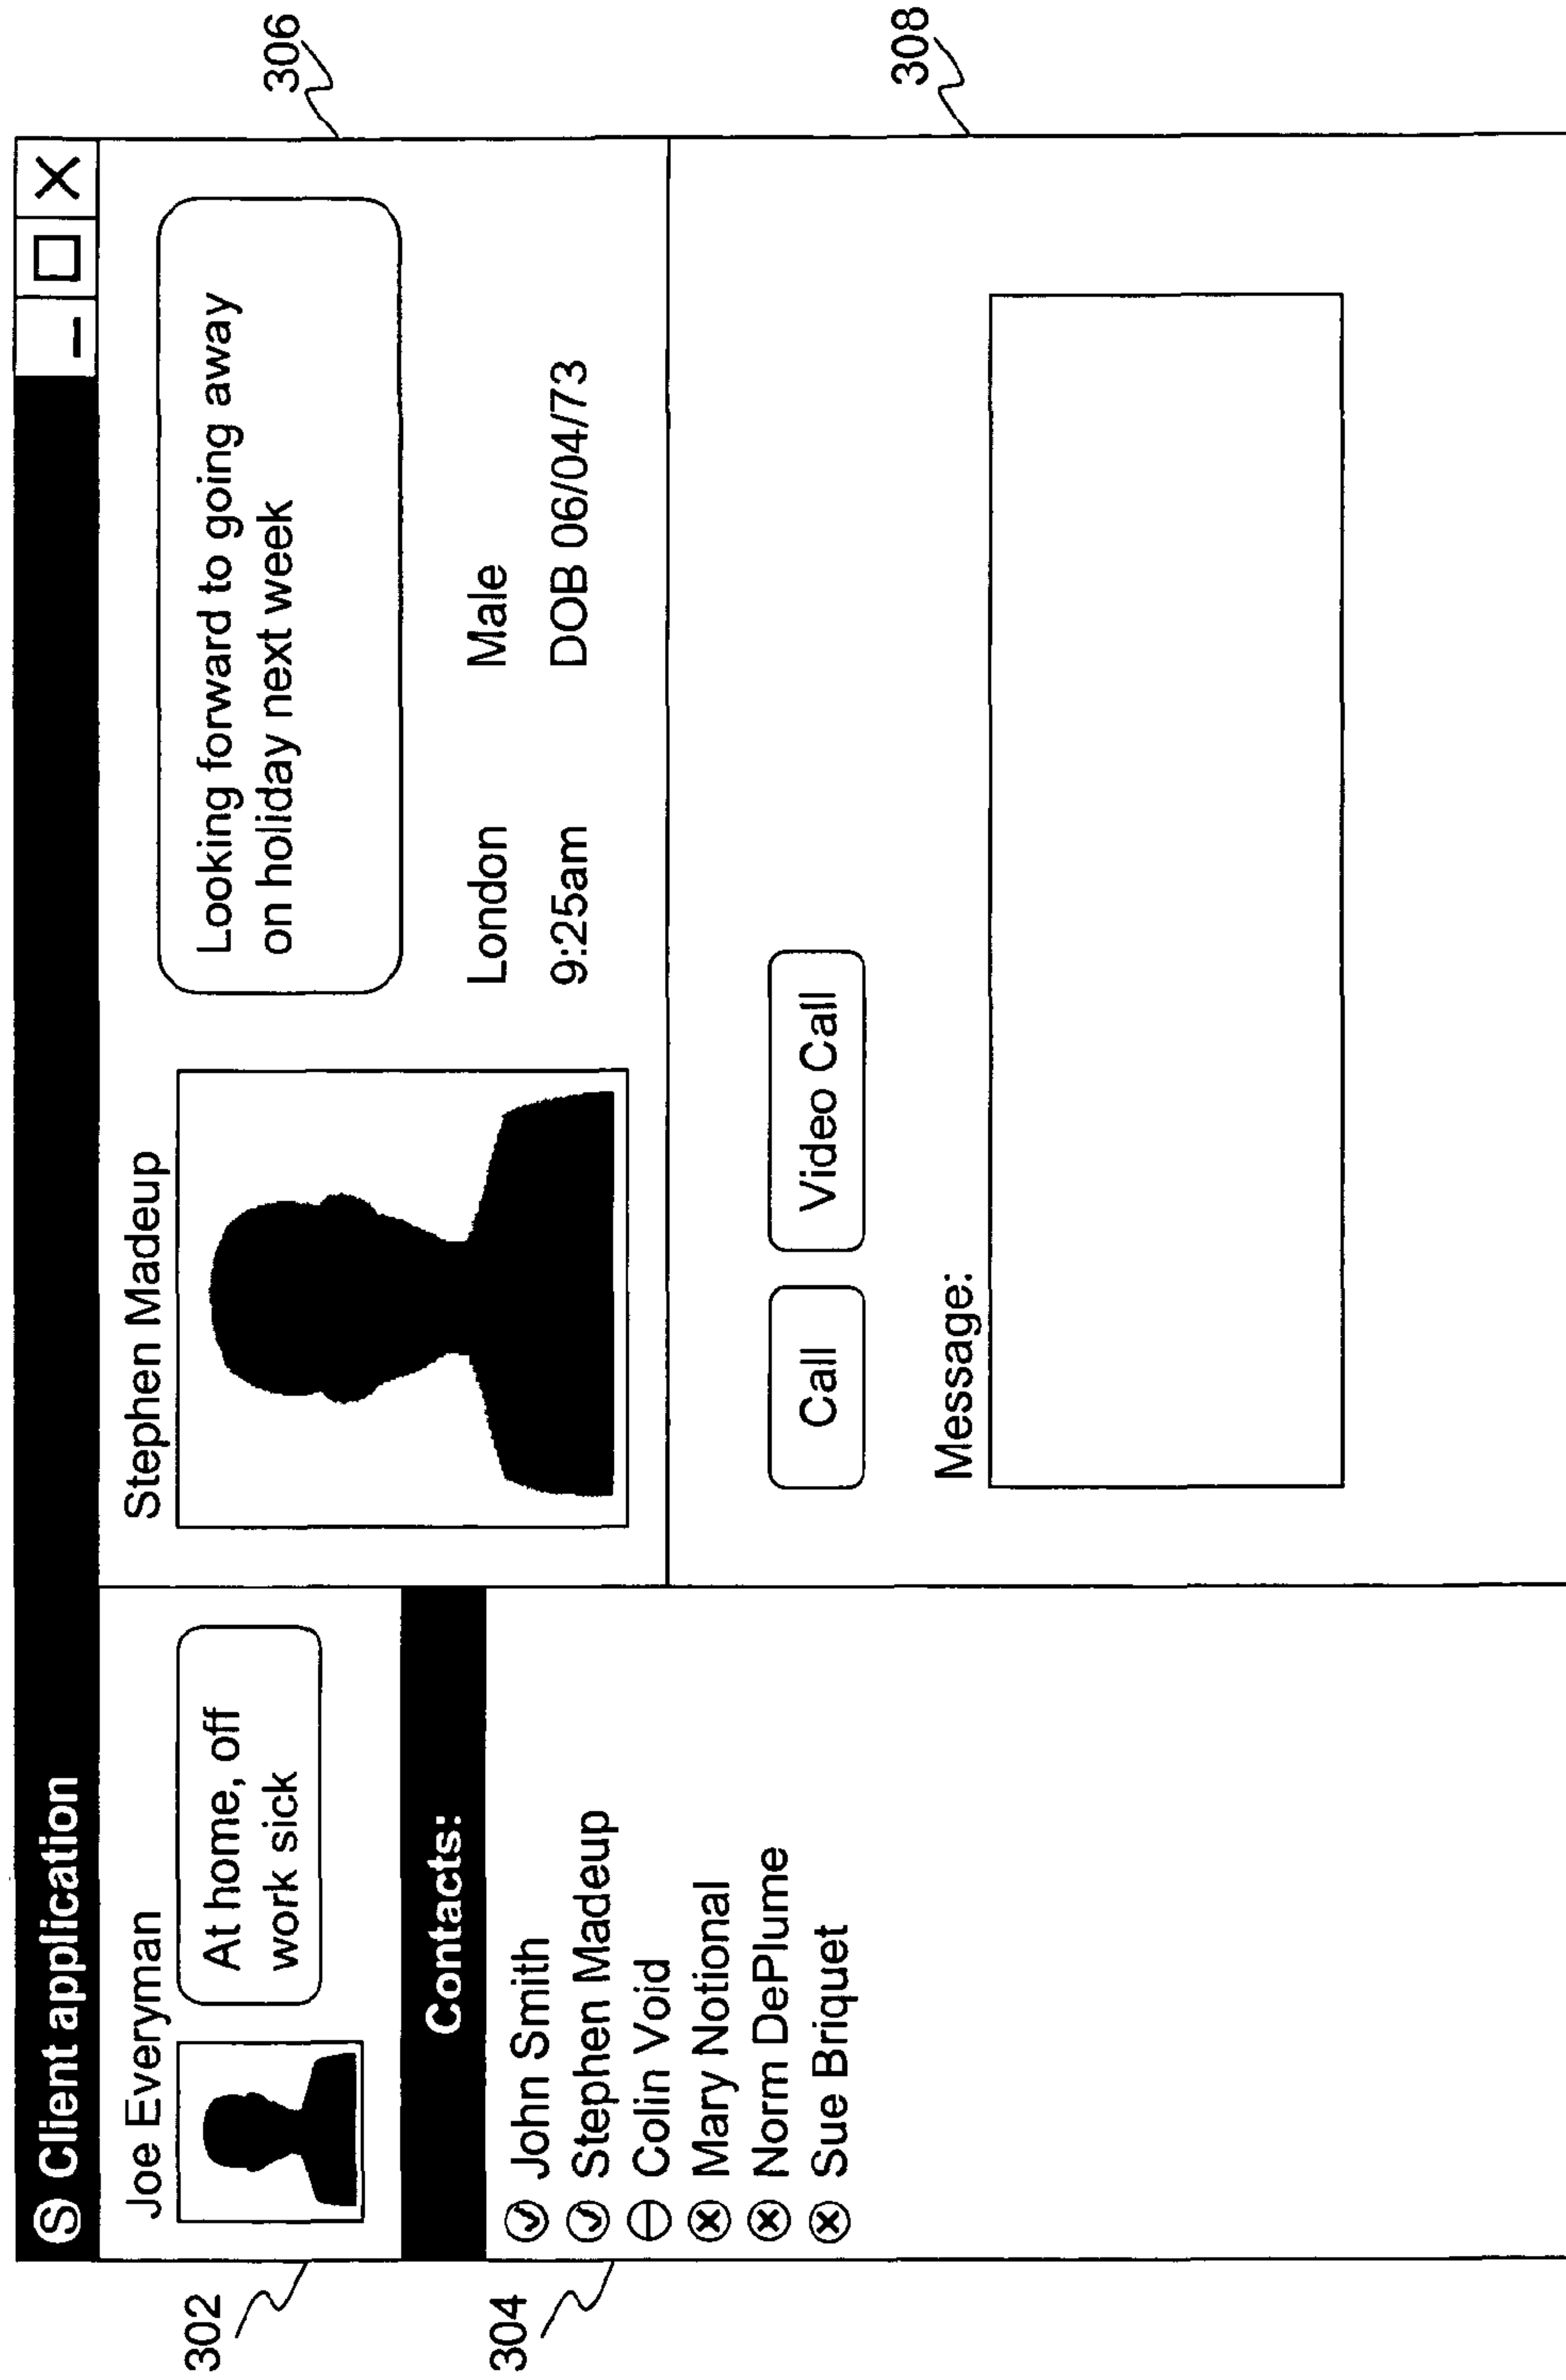 Ⓢ Client application
Joe Everyman
At home, off
work sick
302
Contacts:
John Smith
Stephen Madeup
Colin Void
Mary Notional
Norm DePlume
Sue Briquet
304
Stephen Madeup
Looking forward to going away
on holiday next week
London Male
9:25am DOB 06/04/73
306
Call Video Call
Message:
308